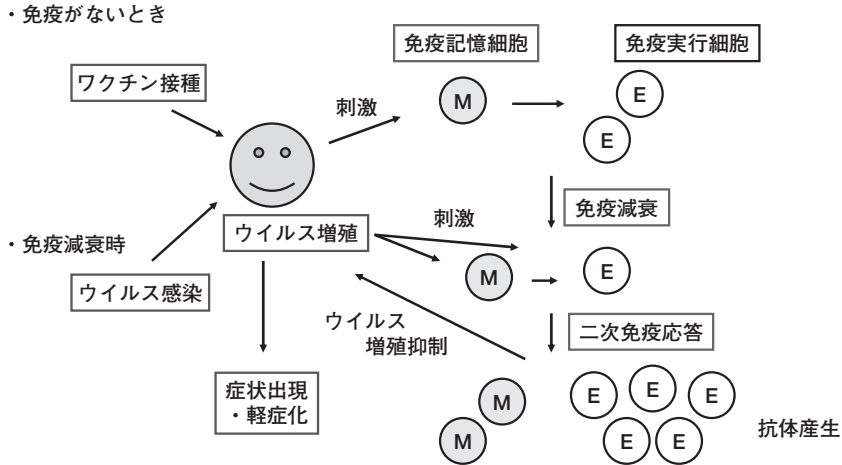 ・免疫がないとき
免疫記憶細胞
免疫実行細胞
ワクチン接種
刺激
M
E
E
免疫減衰
ウイルス増殖
刺激
・免疫減衰時
M
E
ウイルス感染
ウイルス
増殖抑制
二次免疫応答
症状出現
・軽症化
M
M
E
E
E
E
E
抗体産生